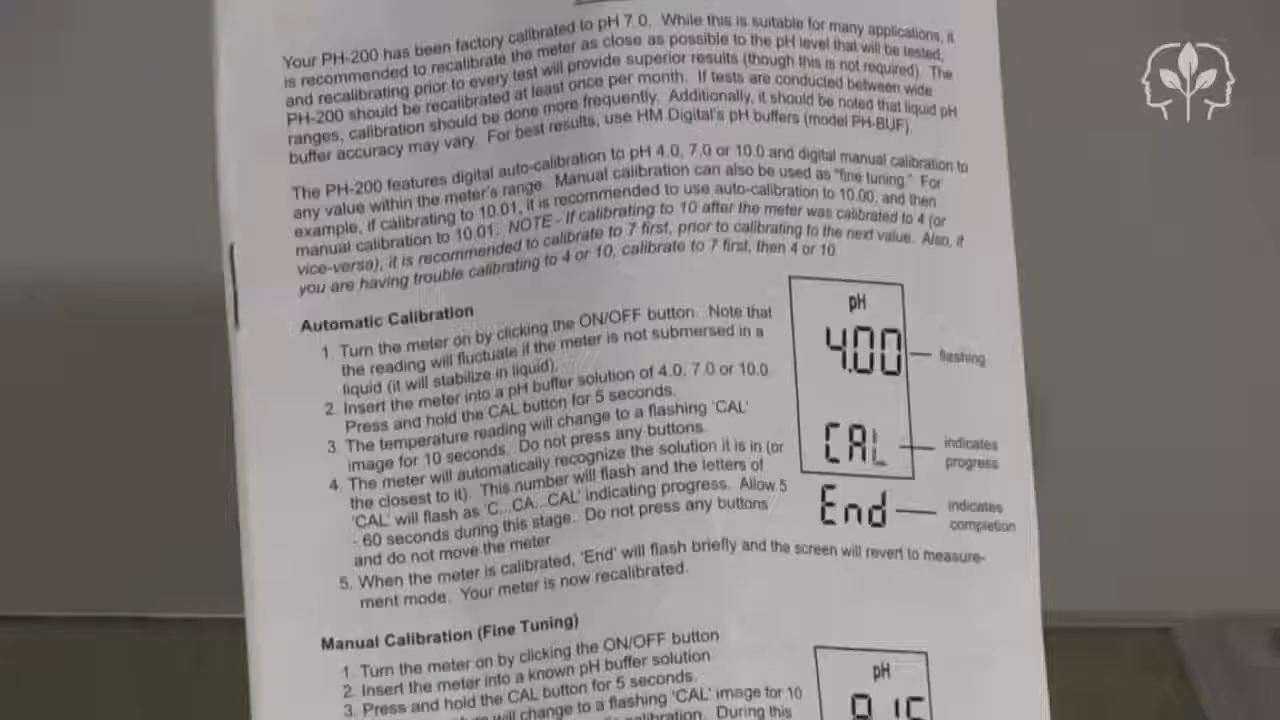 Your PH-200 has been factory calibrated to pH 7.0. While this is suitable for many applications, it
is recommended to recalibrate the meter as close as possible to the pH level that will be tested,
and recalibrating prior to every test will provide superior results (though this is not required). The
PH-200 should be recalibrated at least once per month. If tests are conducted between wide
ranges, calibration should be done more frequently. Additionally, it should be noted that liquid pH
buffer accuracy may vary. For best results, use HM Digital's pH buffers (model PH-BUF).
The PH-200 features digital auto-calibration to pH 4.0, 7.0 or 10.0 and digital manual calibration to
any value within the meter's range. Manual calibration can also be used as "fine tuning." For
example, if calibrating to 10.01, it is recommended to use auto-calibration to 10.00, and then
manual calibration to 10.01. NOTE - If calibrating to 10 after the meter was calibrated to 4 (or
vice-versa), it is recommended to calibrate to 7 first, prior to calibrating to the next value. Also, if
you are having trouble calibrating to 4 or 10, calibrate to 7 first, then 4 or 10.
Automatic Calibration
1. Turn the meter on by clicking the ON/OFF button. Note that
the reading will fluctuate if the meter is not submersed in a
liquid (it will stabilize in liquid).
2. Insert the meter into a pH buffer solution of 4.0, 7.0 or 10.0.
Press and hold the CAL button for 5 seconds.
3. The temperature reading will change to a flashing 'CAL'
image for 10 seconds. Do not press any buttons.
4. The meter will automatically recognize the solution it is in (or
the closest to it). This number will flash and the letters of
'CAL' will flash as 'C...CA...CAL' indicating progress. Allow 5
- 60 seconds during this stage. Do not press any buttons
and do not move the meter.
5. When the meter is calibrated, 'End' will flash briefly and the screen will revert to measure-
ment mode. Your meter is now recalibrated.
pH
4.00
flashing
CAL
indicates
progress
End
indicates
completion
Manual Calibration (Fine Tuning)
1. Turn the meter on by clicking the ON/OFF button
2. Insert the meter into a known pH buffer solution
3. Press and hold the CAL button for 5 seconds.
will change to a flashing 'CAL' image for 10
calibration. During this
pH